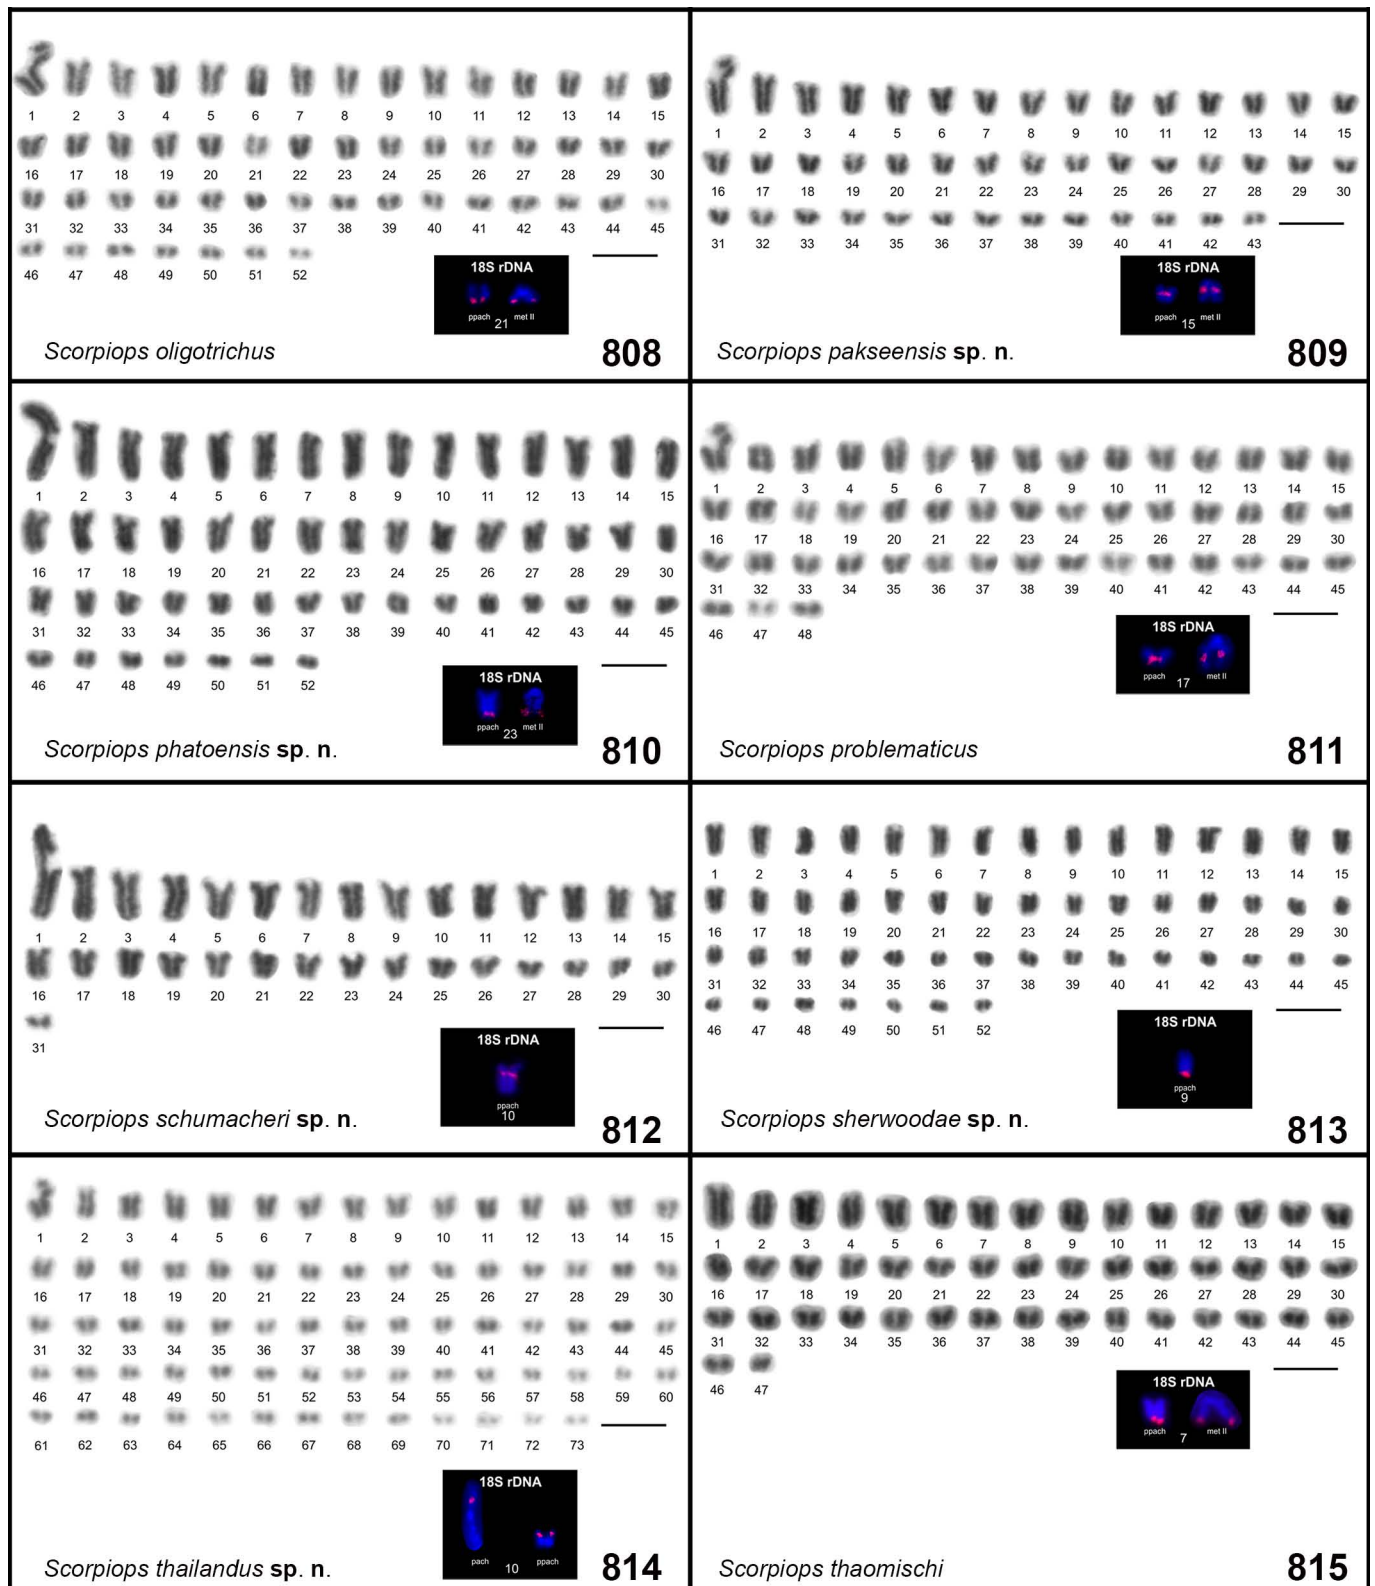 1 2 3 4 5 6 7 8 9 10 11 12 13 14 15
16 17 18 19 20 21 22 23 24 25 26 27 28 29 30
31 32 33 34 35 36 37 38 39 40 41 42 43 44 45
46 47 48 49 50 51 52
18S rDNA
ppach 21 met II
Scorpiops oligotrichus 808
1 2 3 4 5 6 7 8 9 10 11 12 13 14 15
16 17 18 19 20 21 22 23 24 25 26 27 28 29 30
31 32 33 34 35 36 37 38 39 40 41 42 43
18S rDNA
ppach 15 met II
Scorpiops pakseensis sp. n. 809
1 2 3 4 5 6 7 8 9 10 11 12 13 14 15
16 17 18 19 20 21 22 23 24 25 26 27 28 29 30
31 32 33 34 35 36 37 38 39 40 41 42 43 44 45
46 47 48 49 50 51 52
18S rDNA
ppach 23 met II
Scorpiops phatoensis sp. n. 810
1 2 3 4 5 6 7 8 9 10 11 12 13 14 15
16 17 18 19 20 21 22 23 24 25 26 27 28 29 30
31 32 33 34 35 36 37 38 39 40 41 42 43 44 45
46 47 48
18S rDNA
ppach 17 met II
Scorpiops problematicus 811
1 2 3 4 5 6 7 8 9 10 11 12 13 14 15
16 17 18 19 20 21 22 23 24 25 26 27 28 29 30
31
18S rDNA
ppach
10
Scorpiops schumacheri sp. n. 812
1 2 3 4 5 6 7 8 9 10 11 12 13 14 15
16 17 18 19 20 21 22 23 24 25 26 27 28 29 30
31 32 33 34 35 36 37 38 39 40 41 42 43 44 45
46 47 48 49 50 51 52
18S rDNA
ppach
9
Scorpiops sherwoodae sp. n. 813
1 2 3 4 5 6 7 8 9 10 11 12 13 14 15
16 17 18 19 20 21 22 23 24 25 26 27 28 29 30
31 32 33 34 35 36 37 38 39 40 41 42 43 44 45
46 47 48 49 50 51 52 53 54 55 56 57 58 59 60
61 62 63 64 65 66 67 68 69 70 71 72 73
18S rDNA
pach 10 ppach
Scorpiops thailandus sp. n. 814
1 2 3 4 5 6 7 8 9 10 11 12 13 14 15
16 17 18 19 20 21 22 23 24 25 26 27 28 29 30
31 32 33 34 35 36 37 38 39 40 41 42 43 44 45
46 47
18S rDNA
ppach 7 met II
Scorpiops thaomischi 815